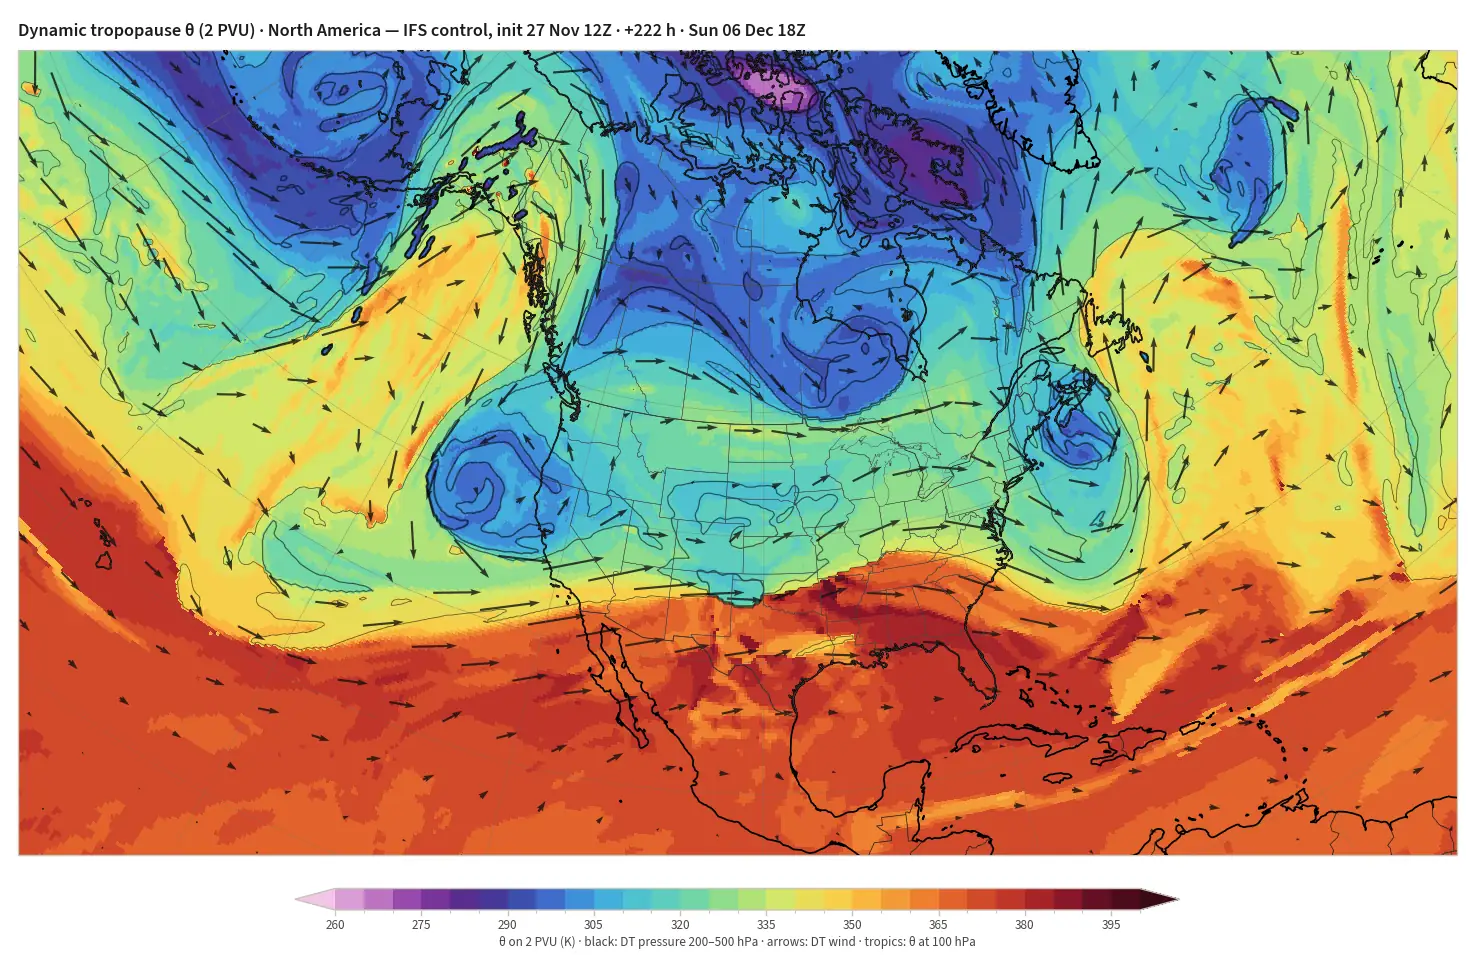 Dynamic tropopause θ (2 PVU) · North America — IFS control, init 27 Nov 12Z · +222 h · Sun 06 Dec 18Z
260 275 290 305 320 335 350 365 380 395
θ on 2 PVU (K) · black: DT pressure 200–500 hPa · arrows: DT wind · tropics: θ at 100 hPa